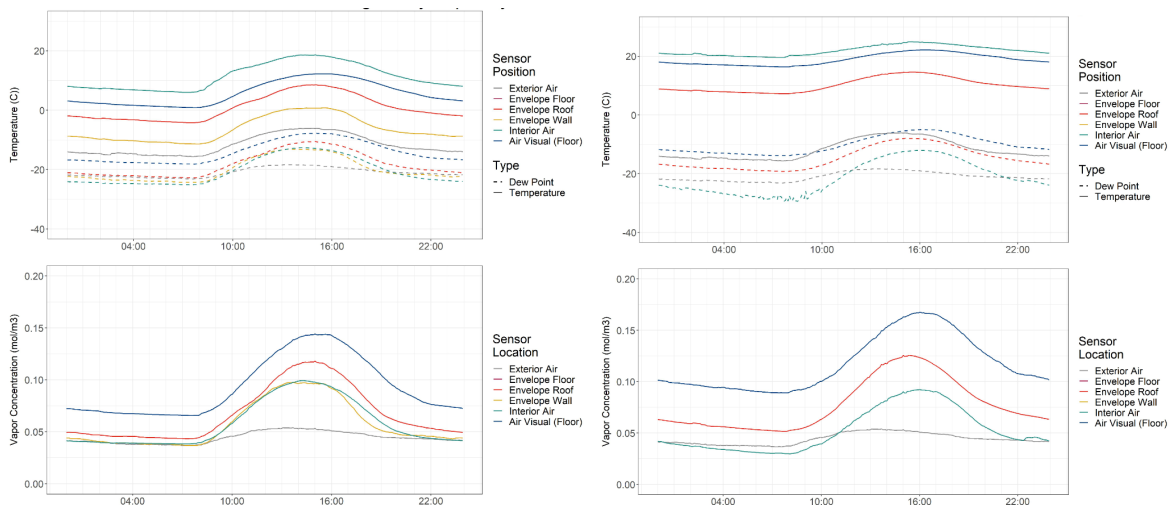 20
0
-20
-40
Temperature (C))
04:00 10:00 16:00 22:00
Sensor
Position
Exterior Air
Envelope Floor
Envelope Roof
Envelope Wall
Interior Air
Air Visual (Floor)
Type
Dew Point
Temperature
20
0
-20
-40
Temperature (C))
04:00 10:00 16:00 22:00
Sensor
Position
Exterior Air
Envelope Floor
Envelope Roof
Envelope Wall
Interior Air
Air Visual (Floor)
Type
Dew Point
Temperature
0.20
0.15
0.10
0.05
0.00
Vapor Concentration (mol/m3)
04:00 10:00 16:00 22:00
Sensor
Location
Exterior Air
Envelope Floor
Envelope Roof
Envelope Wall
Interior Air
Air Visual (Floor)
0.20
0.15
0.10
0.05
0.00
Vapor Concentration (mol/m3)
04:00 10:00 16:00 22:00
Sensor
Location
Exterior Air
Envelope Floor
Envelope Roof
Envelope Wall
Interior Air
Air Visual (Floor)